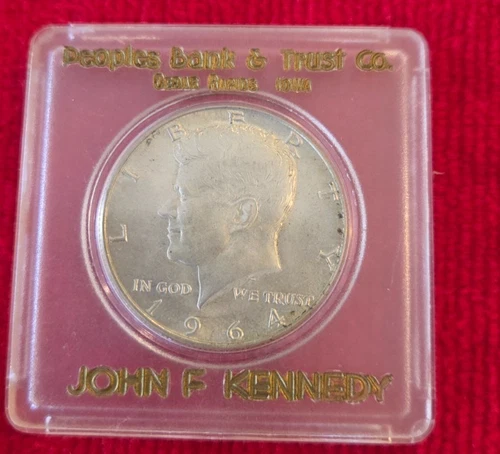 Peoples Bank & Trust Co.
LIBERTY
IN GOD WE TRUST
1964
JOHN F KENNEDY